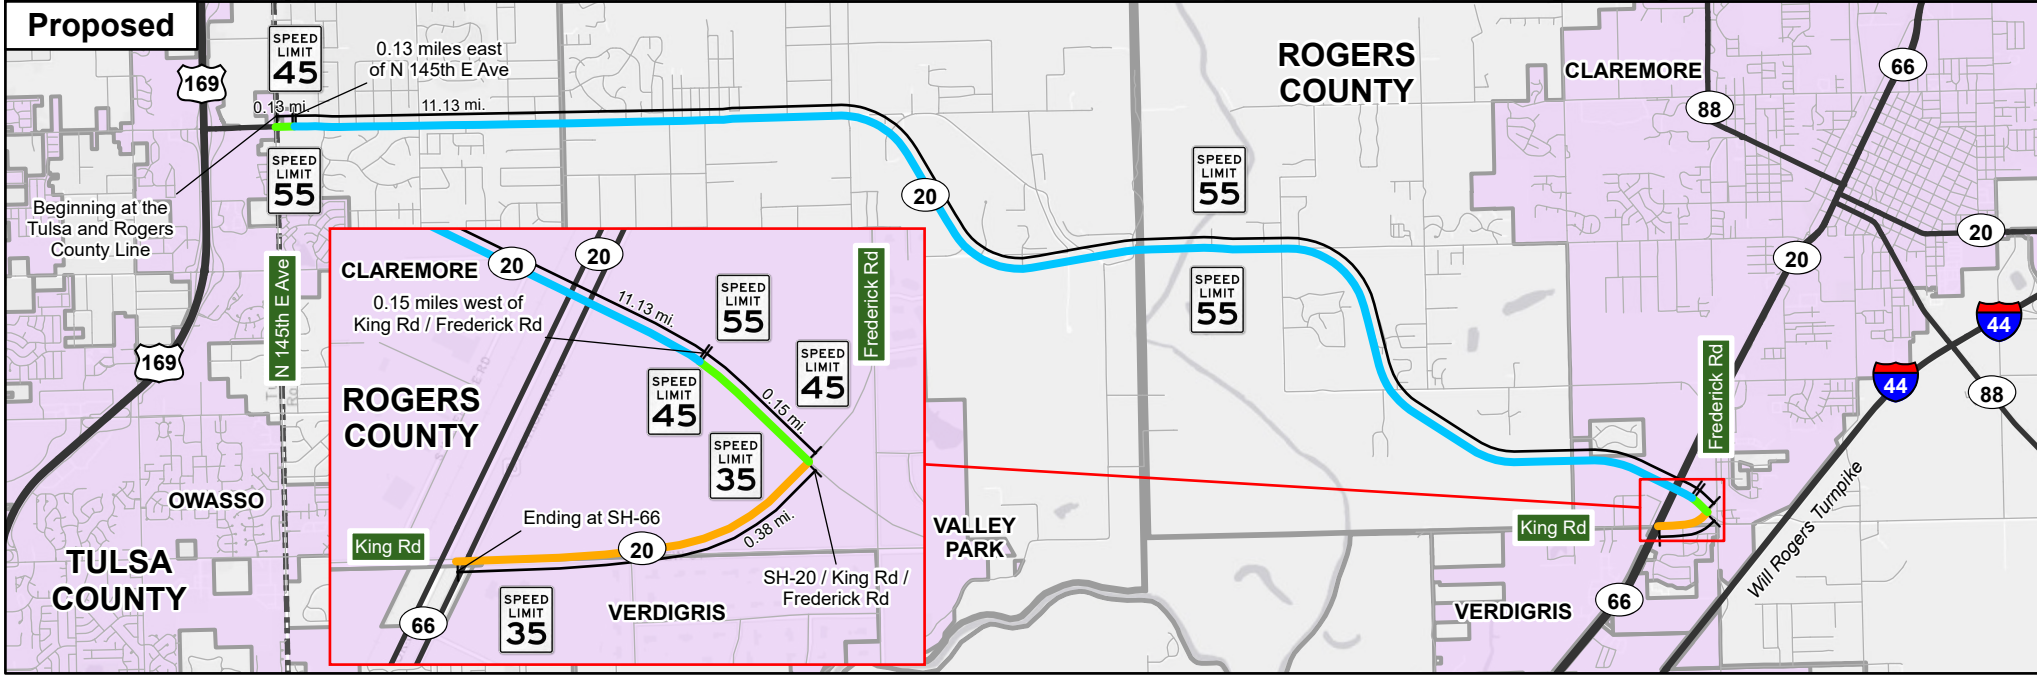 Proposed
SPEED
LIMIT
45
0.13 miles east
of N 145th E Ave
169
0.13 mi.
11.13 mi.
SPEED
LIMIT
55
Beginning at the
Tulsa and Rogers
County Line
N 145th E Ave
169
OWASSO
TULSA
COUNTY
20
ROGERS
COUNTY
SPEED
LIMIT
55
SPEED
LIMIT
55
CLAREMORE
88
66
20
20
44
44
88
Frederick Rd
King Rd
Will Rogers Turnpike
66
VERDIGRIS
VALLEY
PARK
CLAREMORE
20
20
0.15 miles west of
King Rd / Frederick Rd
11.13 mi.
SPEED
LIMIT
55
Frederick Rd
SPEED
LIMIT
45
SPEED
LIMIT
45
0.15 mi.
ROGERS
COUNTY
SPEED
LIMIT
35
Ending at SH-66
King Rd
20
0.38 mi.
SH-20 / King Rd /
Frederick Rd
SPEED
LIMIT
35
66
VERDIGRIS